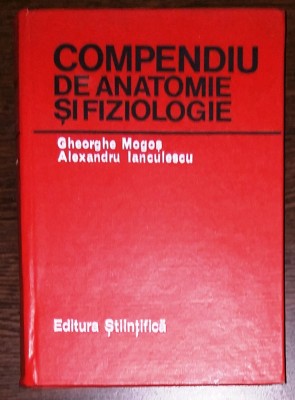 COMPENDIU
DE ANATOMIE
ȘI FIZIOLOGIE
Gheorghe Mogoș
Alexandru Ianculescu
Editura Științifică